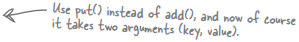 Use put() instead of add(), and now of course
it takes two arguments (key, value).